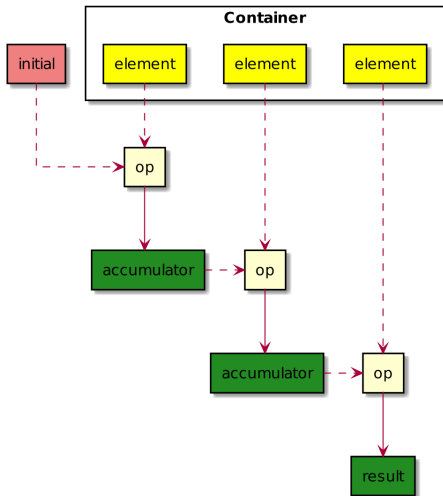 Container
initial
element
element
element
op
accumulator
op
accumulator
op
result